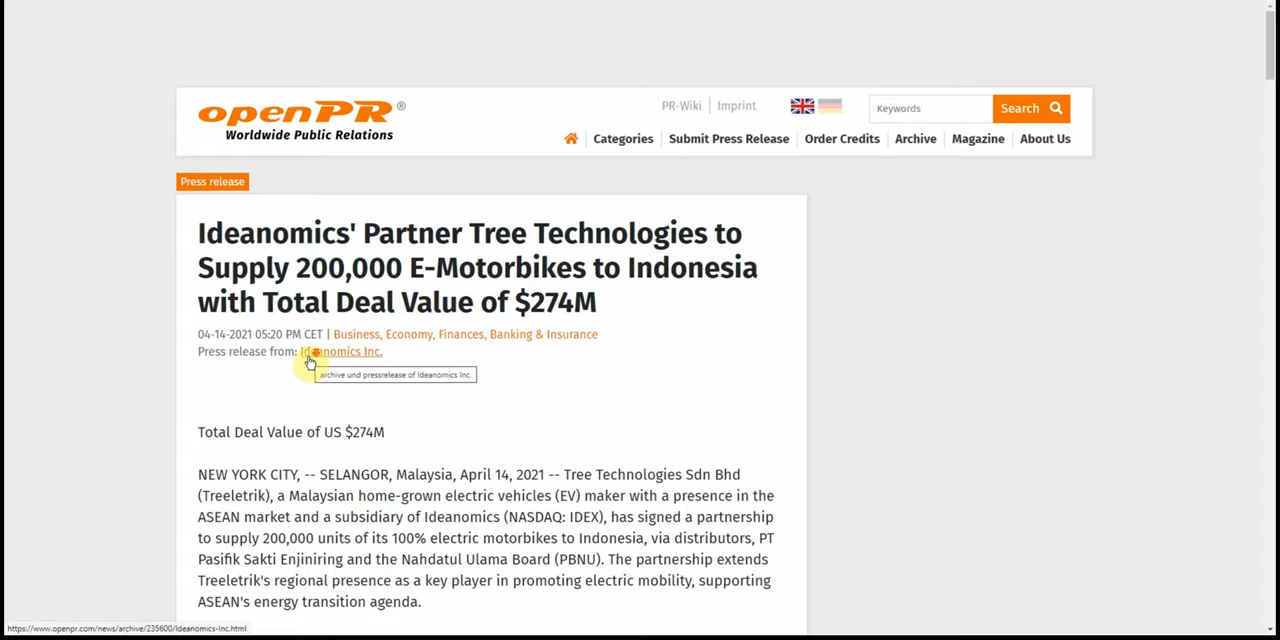 openPR®
Worldwide Public Relations
PR-Wiki | Imprint
Keywords
Search
Categories
Submit Press Release
Order Credits
Archive
Magazine
About Us
Press release
Ideanomics' Partner Tree Technologies to
Supply 200,000 E-Motorbikes to Indonesia
with Total Deal Value of $274M
04-14-2021 05:20 PM CET | Business, Economy, Finances, Banking & Insurance
Press release from: Ideanomics Inc.
archive und pressrelease of Ideanomics Inc.
Total Deal Value of US $274M
NEW YORK CITY, -- SELANGOR, Malaysia, April 14, 2021 -- Tree Technologies Sdn Bhd
(Treeletrik), a Malaysian home-grown electric vehicles (EV) maker with a presence in the
ASEAN market and a subsidiary of Ideanomics (NASDAQ: IDEX), has signed a partnership
to supply 200,000 units of its 100% electric motorbikes to Indonesia, via distributors, PT
Pasifik Sakti Enjiniring and the Nahdatul Ulama Board (PBNU). The partnership extends
Treeletrik's regional presence as a key player in promoting electric mobility, supporting
ASEAN's energy transition agenda.
https://www.openpr.com/news/archive/235600/Ideanomics-Inc.html